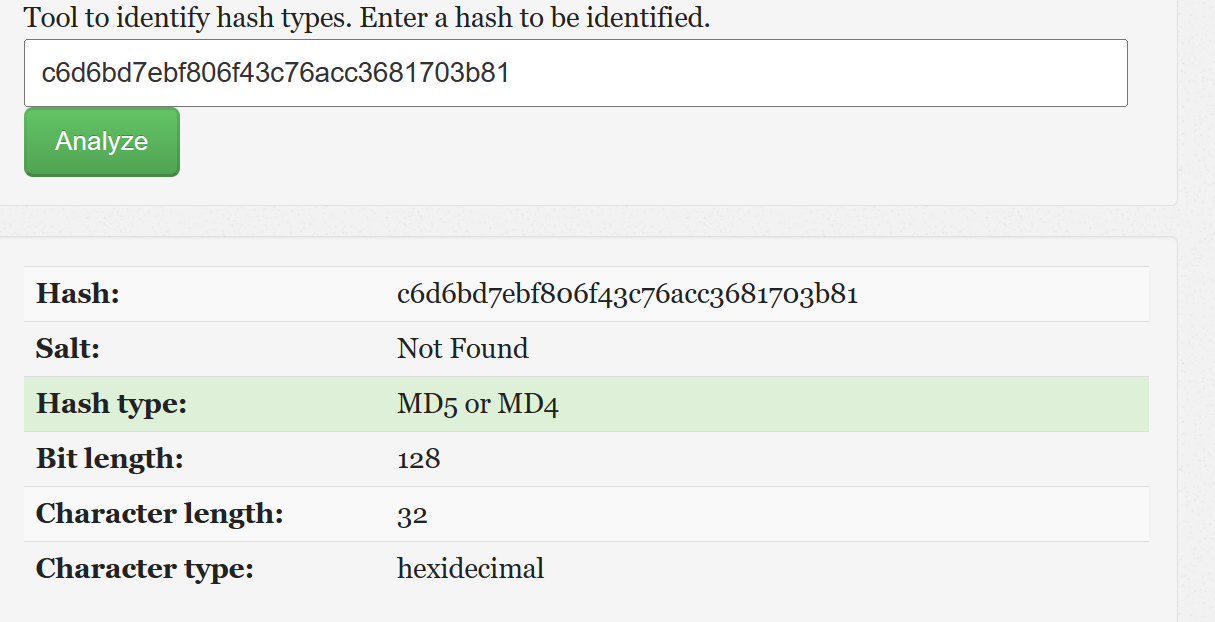 Tool to identify hash types. Enter a hash to be identified.
c6d6bd7ebf806f43c76acc3681703b81
Analyze
Hash: c6d6bd7ebf806f43c76acc3681703b81
Salt: Not Found
Hash type: MD5 or MD4
Bit length: 128
Character length: 32
Character type: hexidecimal